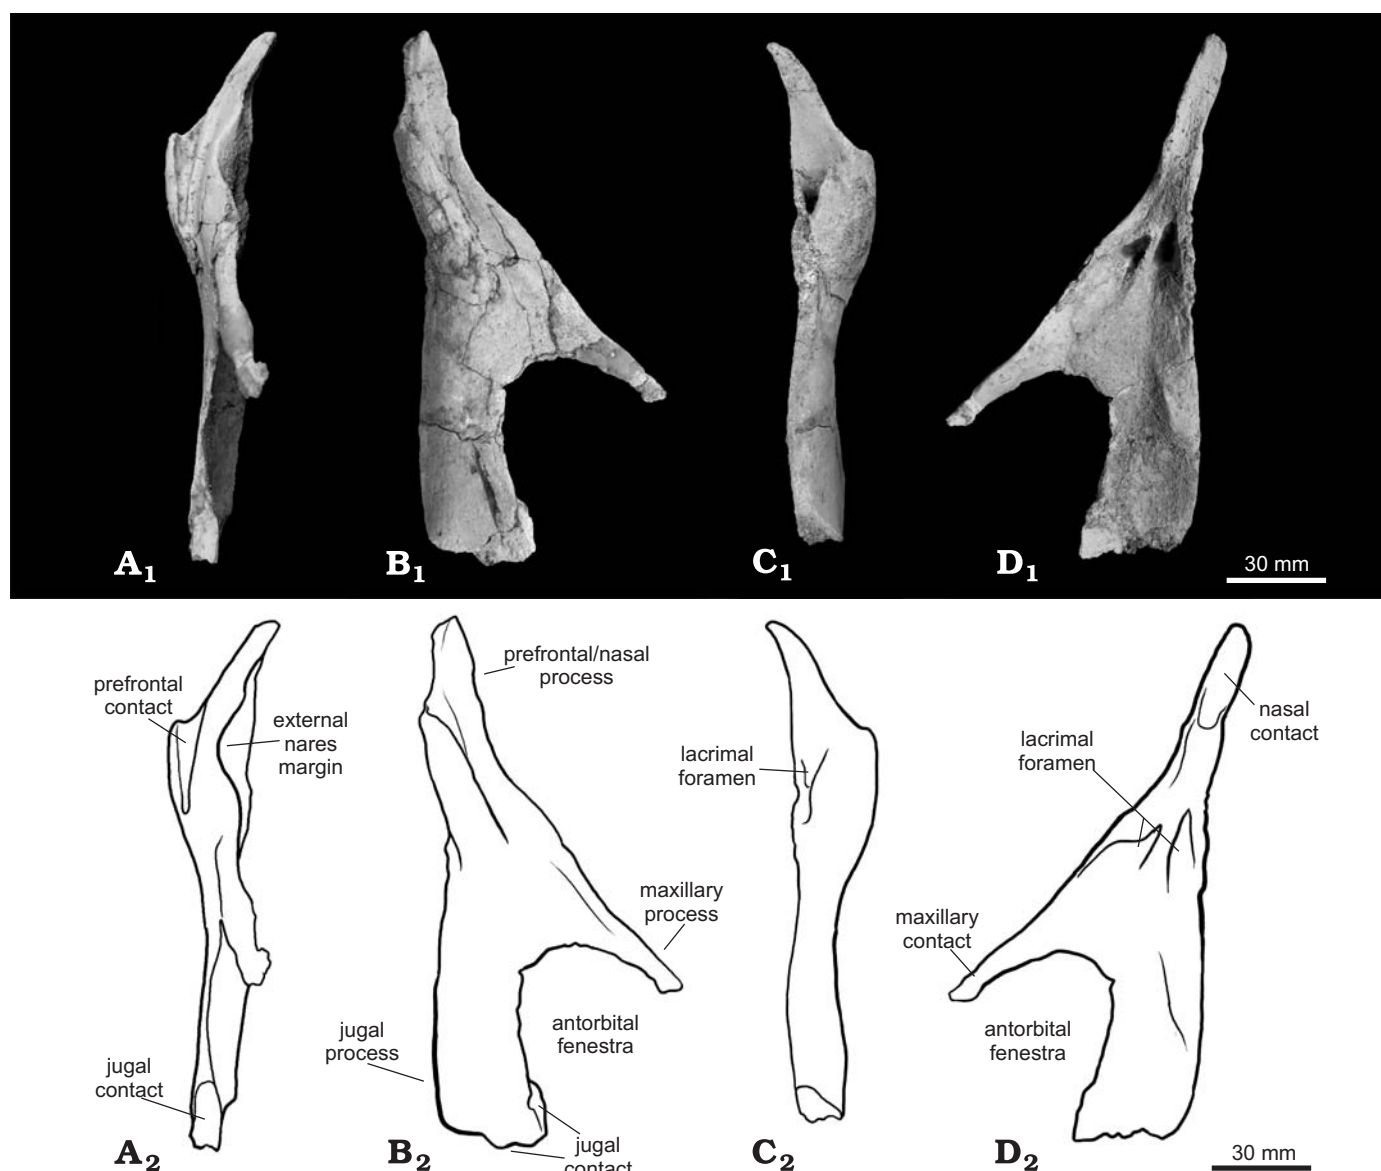 A1
B1
C1
D1
30 mm
prefrontal
contact
external
nares
margin
prefrontal/nasal
process
lacrimal
foramen
lacrimal
foramen
nasal
contact
maxillary
process
maxillary
contact
jugal
process
antorbital
fenestra
antorbital
fenestra
jugal
contact
jugal
contact
A2
B2
C2
D2
30 mm